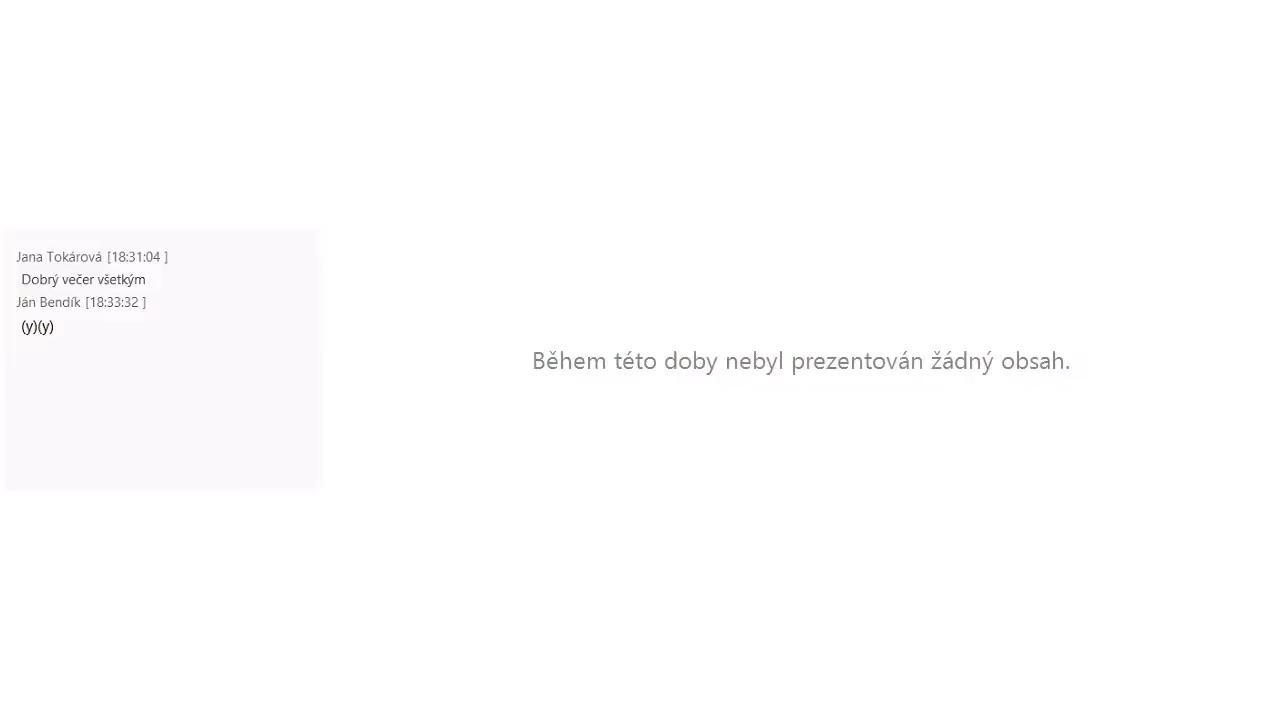 Jana Tokárová [18:31:04 ]
Dobrý večer všetkým
Ján Bendík [18:33:32 ]
(y)(y)
Během této doby nebyl prezentován žádný obsah.